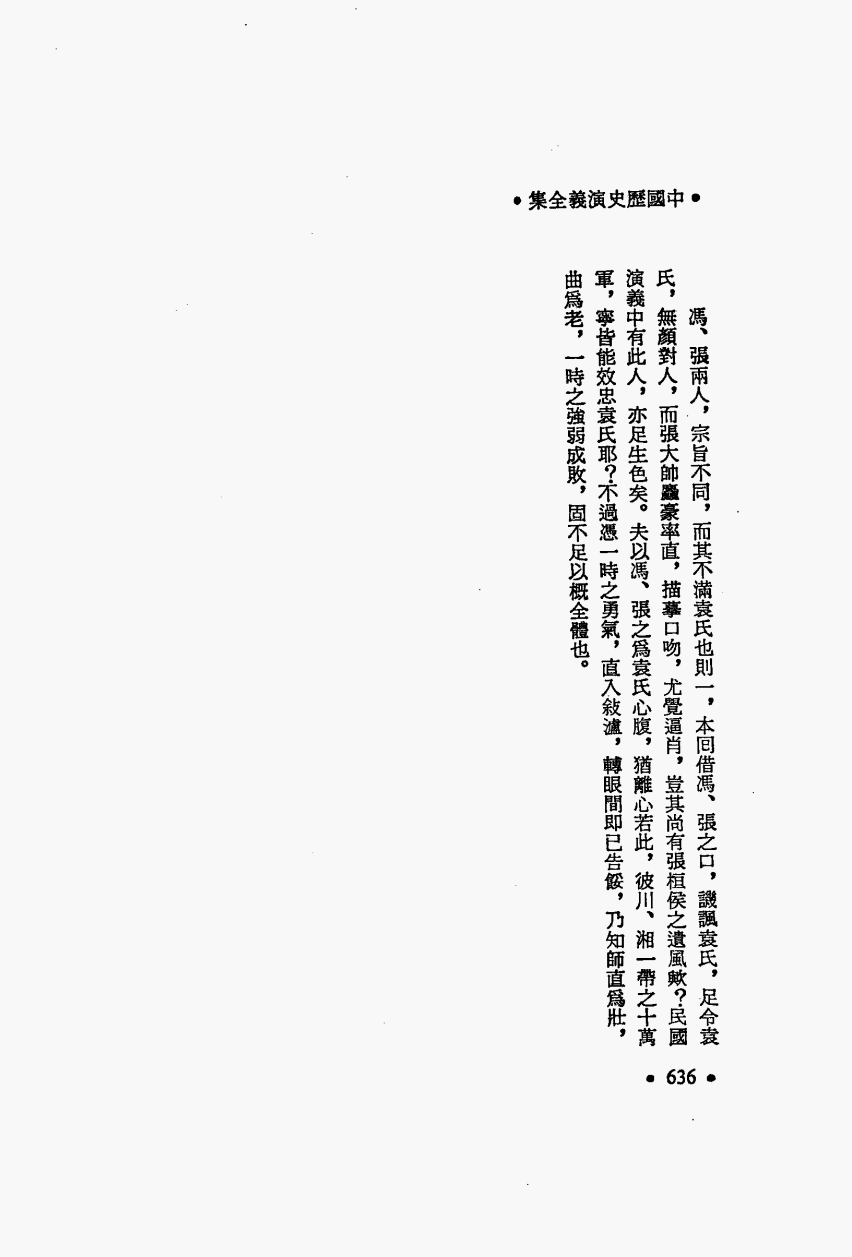 •中國歷史演義全集•
馮、張兩人，宗旨不同，而其不滿袁氏也則一，本回借馮、張之口，譏諷袁氏，足令袁
氏，無顏對人，而張大帥麤豪率直，描摹口吻，尤覺逼肖，豈其尚有張桓侯之遺風歟？民國
演義中有此人，亦足生色矣。夫以馮、張之爲袁氏心腹，猶離心若此，彼川、湘一帶之十萬
軍，寧皆能效忠袁氏耶？不過憑一時之勇氣，直入敍瀘，轉眼間即已告餒，乃知師直爲壯，
曲爲老，一時之強弱成敗，固不足以概全體也。
• 636 •